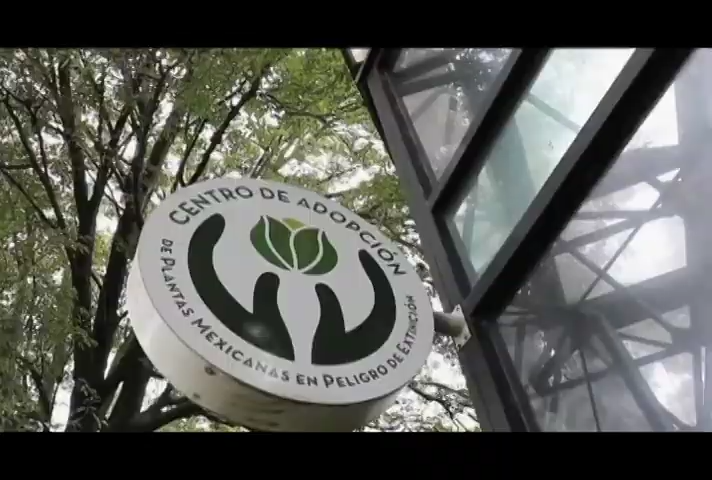 CENTRO DE ADOPCIÓN
DE PLANTAS MEXICANAS EN PELIGRO DE EXTINCIÓN